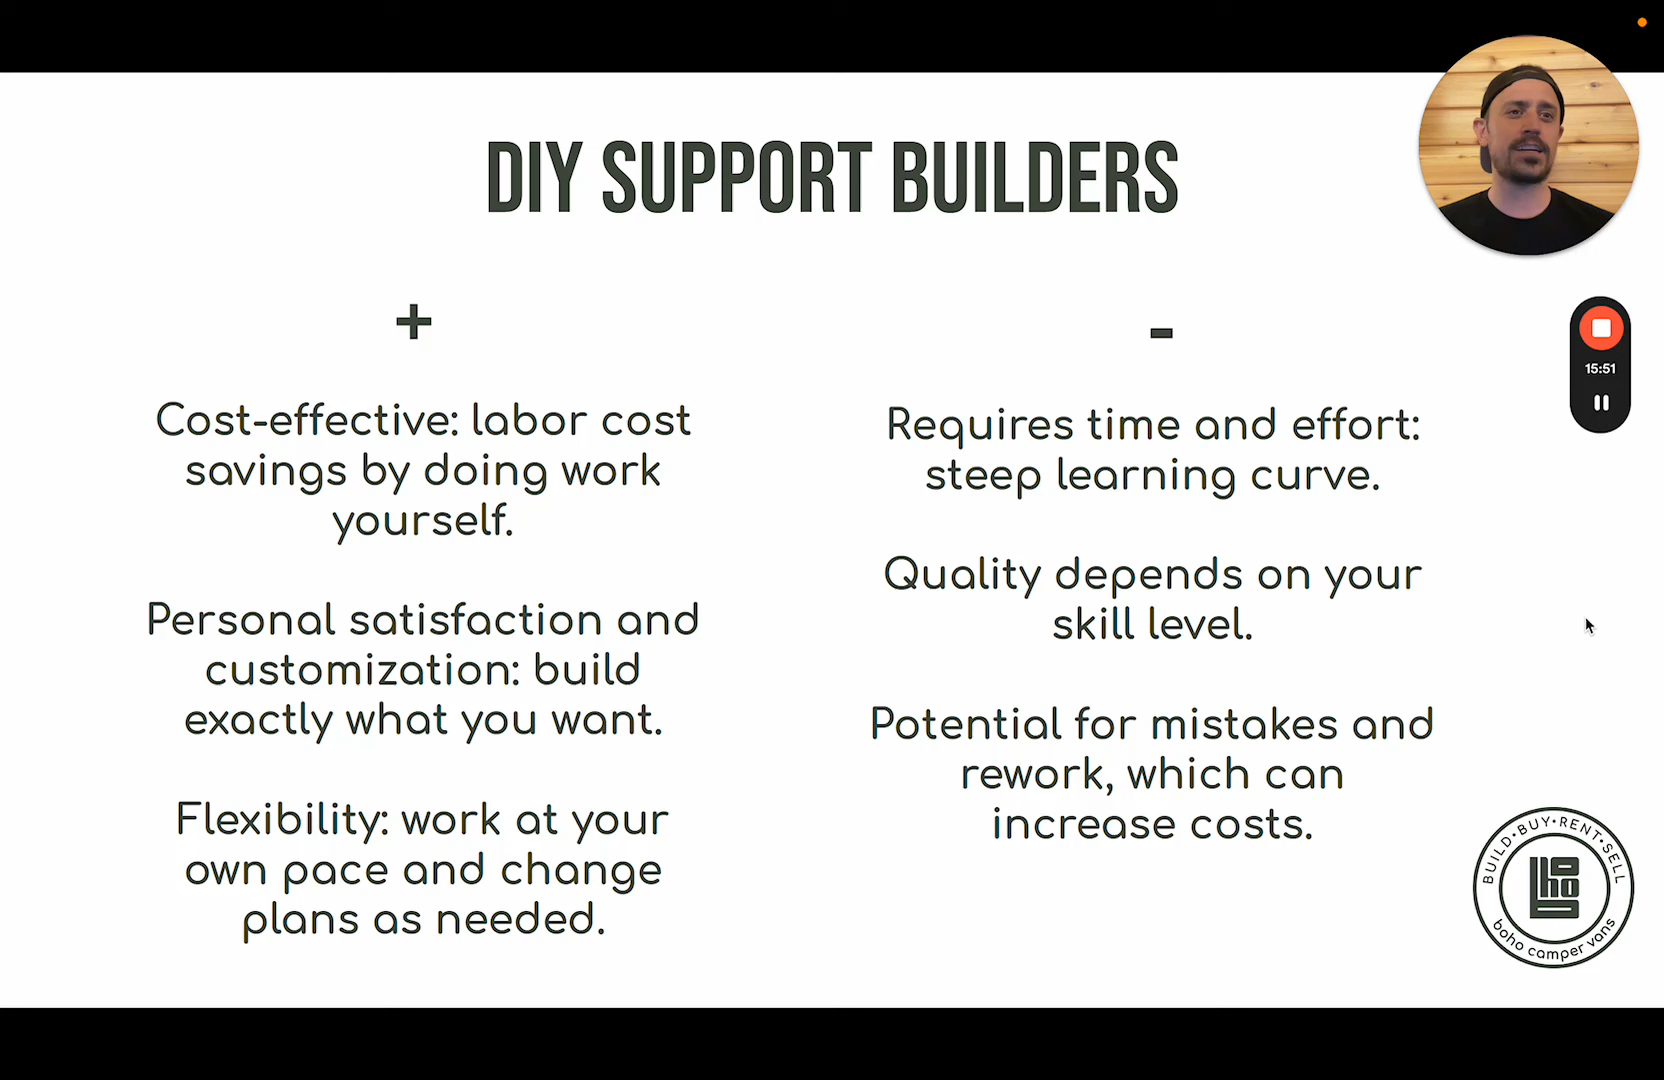 DIY SUPPORT BUILDERS
+
Cost-effective: labor cost
savings by doing work
yourself.
Personal satisfaction and
customization: build
exactly what you want.
Flexibility: work at your
own pace and change
plans as needed.
-
Requires time and effort:
steep learning curve.
Quality depends on your
skill level.
Potential for mistakes and
rework, which can
increase costs.
15:51
BUILD•BUY•RENT•SELL
boho
boho camper vans